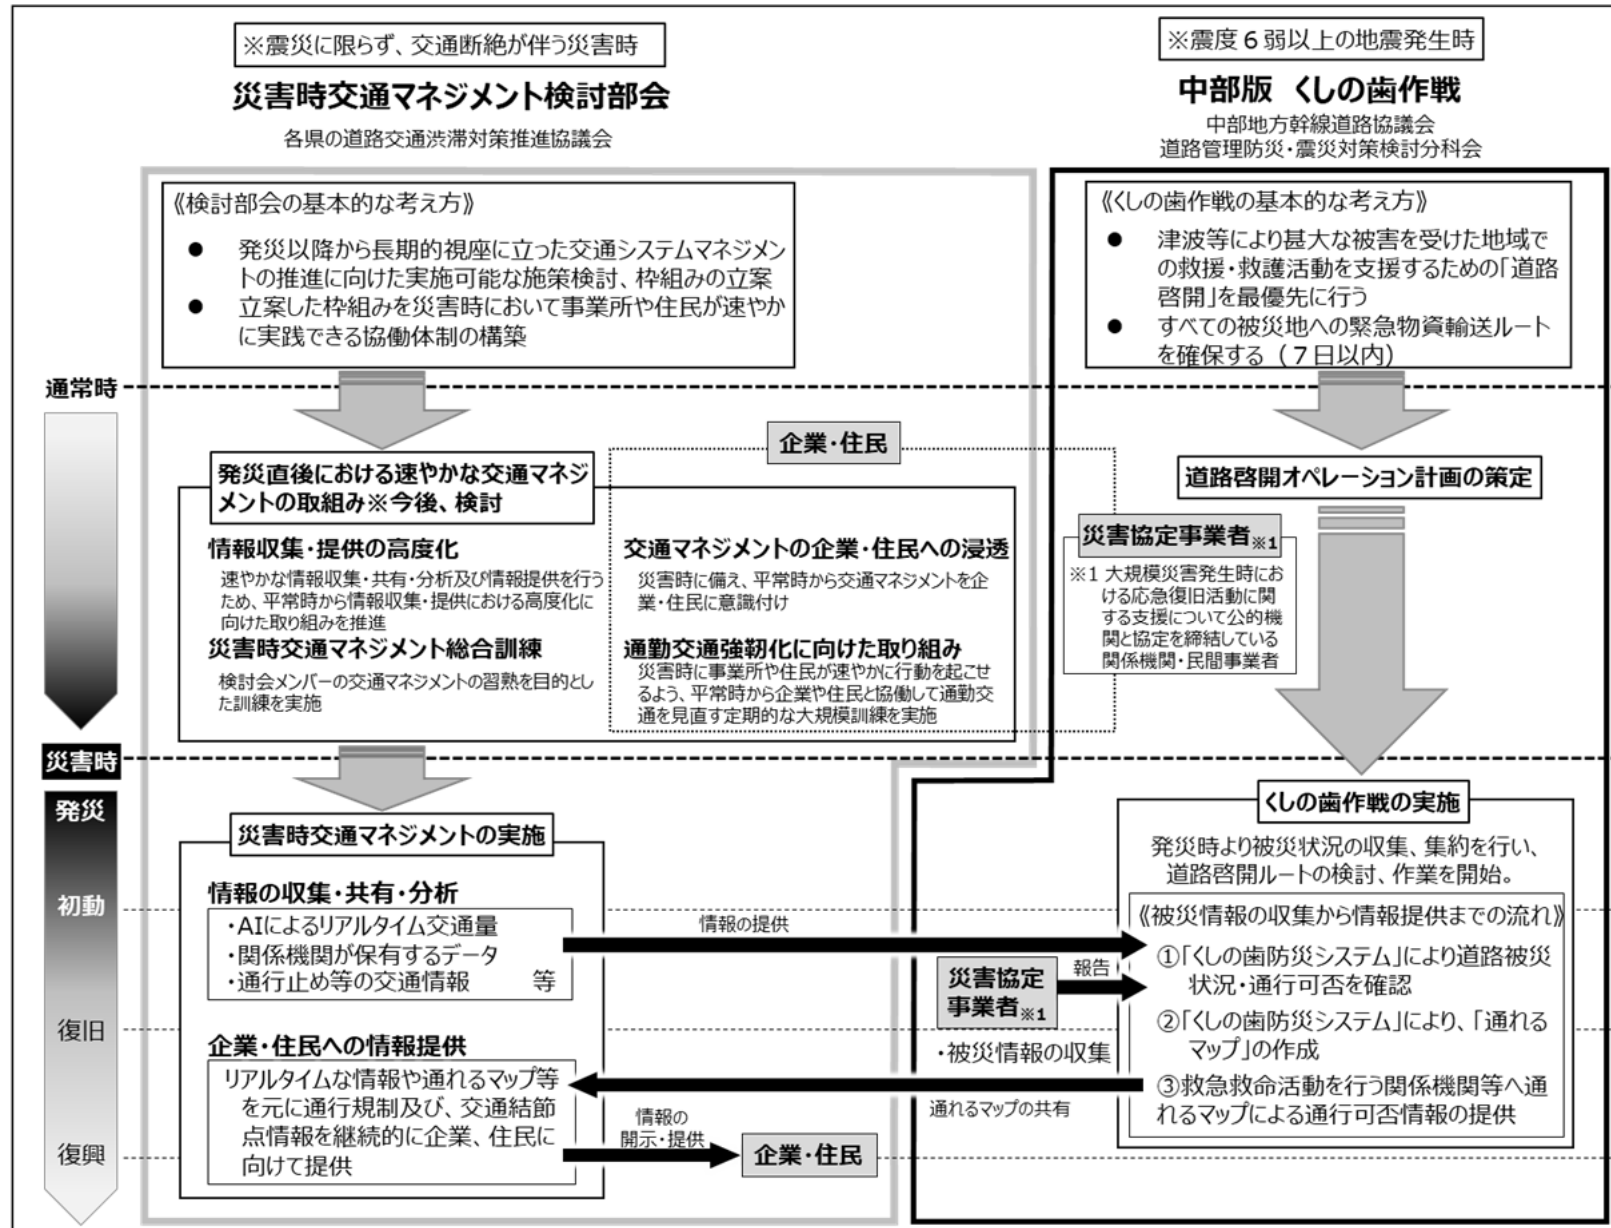 ※震災に限らず、交通断絶が伴う災害時
災害時交通マネジメント検討部会
各県の道路交通渋滞対策推進協議会
※震度６弱以上の地震発生時
中部版 くしの歯作戦
中部地方幹線道路協議会
道路管理防災・震災対策検討分科会
《検討部会の基本的な考え方》
● 発災以降から長期的視座に立った交通システムマネジメン
トの推進に向けた実施可能な施策検討、枠組みの立案
● 立案した枠組みを災害時において事業所や住民が速やか
に実践できる協働体制の構築
《くしの歯作戦の基本的な考え方》
● 津波等により甚大な被害を受けた地域で
の救援・救護活動を支援するための「道路
啓開」を最優先に行う
● すべての被災地への緊急物資輸送ルート
を確保する（７日以内）
通常時
企業・住民
発災直後における速やかな交通マネジ
メントの取組み※今後、検討
情報収集・提供の高度化
速やかな情報収集・共有・分析及び情報提供を行う
ため、平常時から情報収集・提供における高度化に
向けた取り組みを推進
災害時交通マネジメント総合訓練
検討会メンバーの交通マネジメントの習熟を目的とし
た訓練を実施
交通マネジメントの企業・住民への浸透
災害時に備え、平常時から交通マネジメントを企
業・住民に意識付け
通勤交通強靭化に向けた取り組み
災害時に事業所や住民が速やかに行動を起こせ
るよう、平常時から企業や住民と協働して通勤交
通を見直す定期的な大規模訓練を実施
道路啓開オペレーション計画の策定
災害協定事業者※1
※１ 大規模災害発生時にお
ける応急復旧活動に関
する支援について公的機
関と協定を締結している
関係機関・民間事業者
災害時
発災
初動
復旧
復興
災害時交通マネジメントの実施
情報の収集・共有・分析
・AIによるリアルタイム交通量
・関係機関が保有するデータ
・通行止め等の交通情報 等
企業・住民への情報提供
リアルタイムな情報や通れるマップ等
を元に通行規制及び、交通結節
点情報を継続的に企業、住民に
向けて提供
情報の提供
災害協定
事業者※1
報告
・被災情報の収集
通れるマップの共有
情報の
開示・提供
企業・住民
くしの歯作戦の実施
発災時より被災状況の収集、集約を行い、
道路啓開ルートの検討、作業を開始。
《被災情報の収集から情報提供までの流れ》
①「くしの歯防災システム」により道路被災
状況・通行可否を確認
②「くしの歯防災システム」により、「通れる
マップ」の作成
③救急救命活動を行う関係機関等へ通
れるマップによる通行可否情報の提供